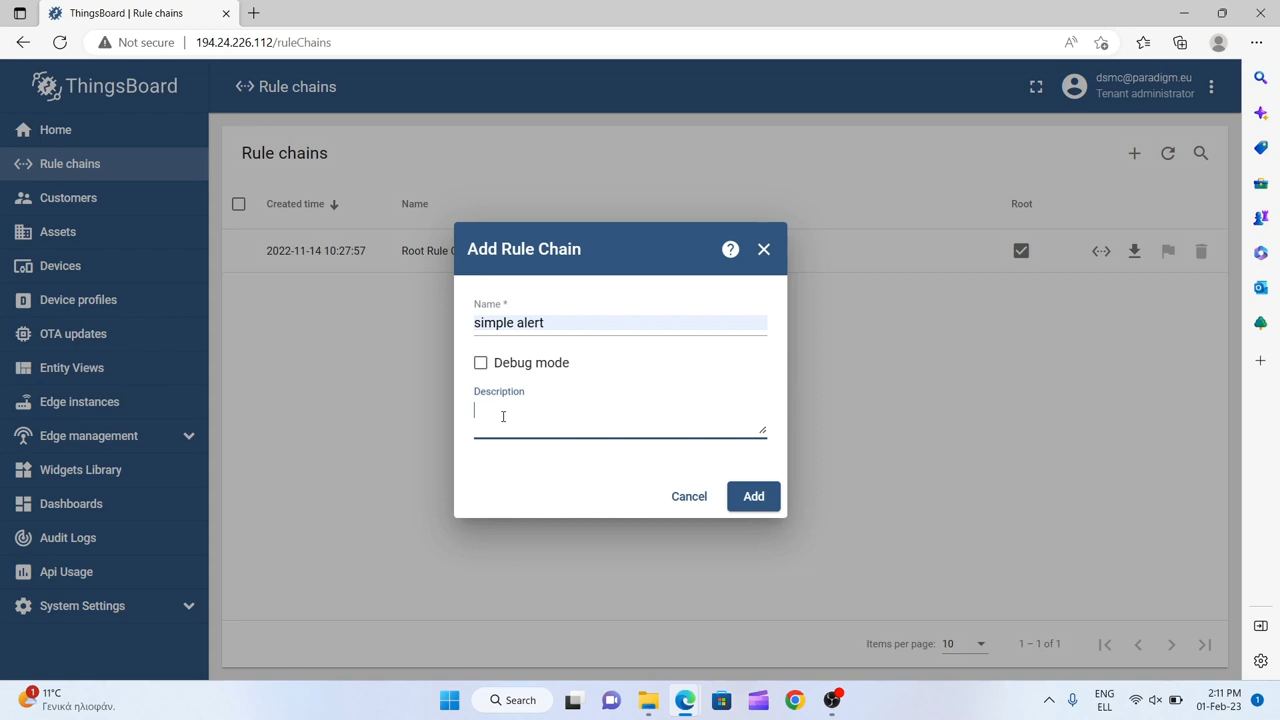 ThingsBoard | Rule chains
Not secure
194.24.226.112/ruleChains
ThingsBoard
Rule chains
dsmc@paradigm.eu
Tenant administrator
Home
Rule chains
Customers
Assets
Devices
Device profiles
OTA updates
Entity Views
Edge instances
Edge management
Widgets Library
Dashboards
Audit Logs
Api Usage
System Settings
Rule chains
Created time
Name
Root
2022-11-14 10:27:57
Root Rule
Add Rule Chain
Name *
simple alert
Debug mode
Description
Cancel
Add
Items per page: 10
1 – 1 of 1
1
11°C
Γενικά ηλιοφάν.
Search
ENG
ΕΛΛ
2:11 PM
01-Feb-23
1